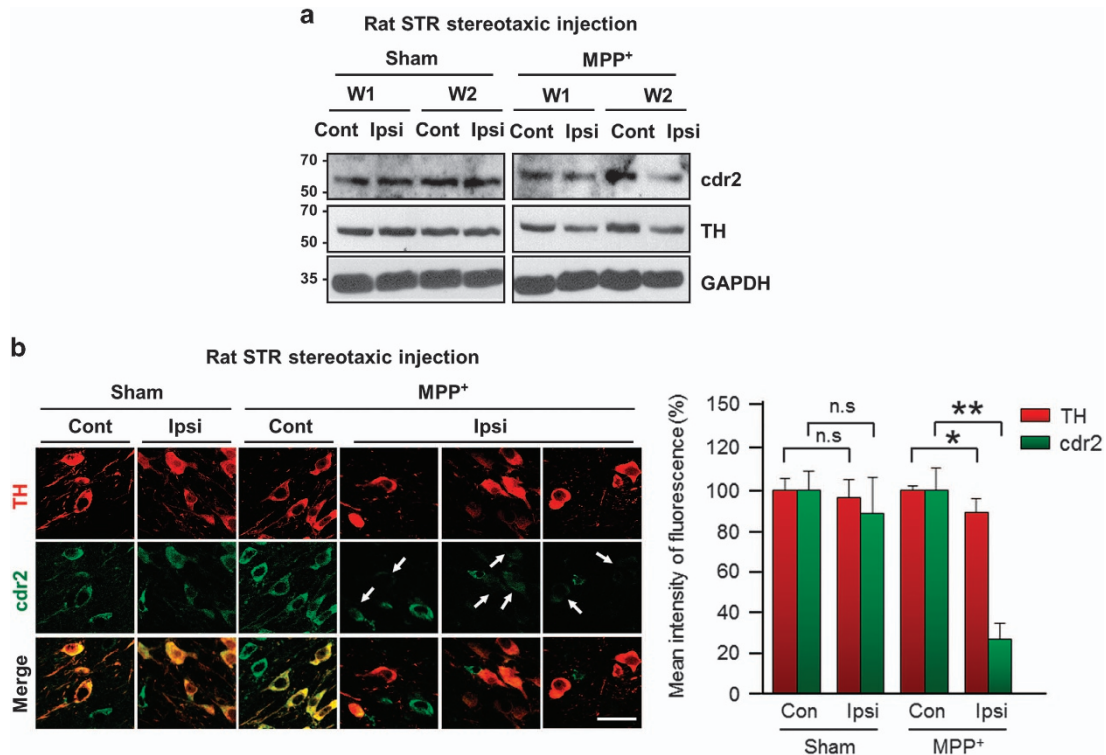 a
Rat STR stereotaxic injection
Sham MPP+
W1 W2 W1 W2
Cont Ipsi Cont Ipsi Cont Ipsi Cont Ipsi
70
50
cdr2
70
50
TH
35
GAPDH
b
Rat STR stereotaxic injection
Sham MPP+
Cont Ipsi Cont Ipsi
TH
cdr2
Merge
Mean intensity of fluorescence (%)
150
120
100
80
60
40
20
0
n.s
n.s
**
*
TH
cdr2
Con Ipsi Con Ipsi
Sham MPP+